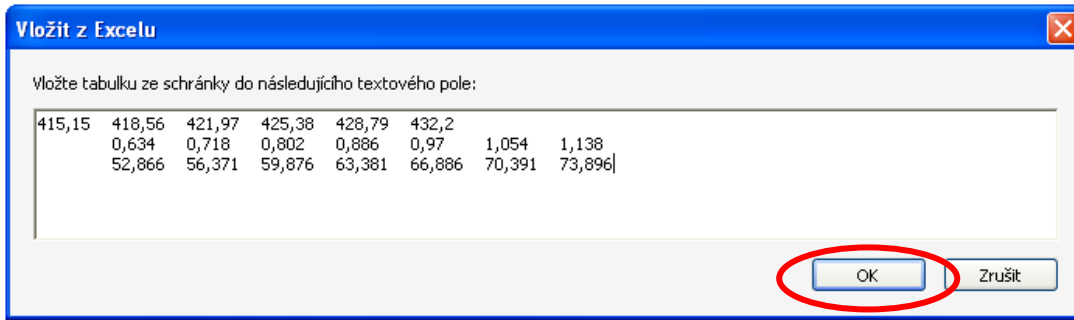 Vložit z Excelu
Vložte tabulku ze schránky do následujícího textového pole:
415,15 418,56 421,97 425,38 428,79 432,2
0,634 0,718 0,802 0,886 0,97 1,054 1,138
52,866 56,371 59,876 63,381 66,886 70,391 73,896
OK Zrušit